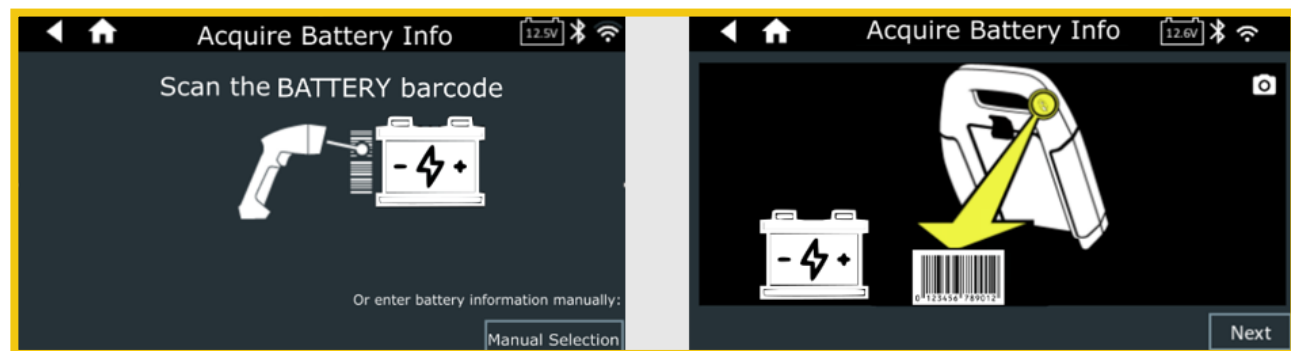 Acquire Battery Info 12.5V
Scan the BATTERY barcode
- +
Or enter battery information manually:
Manual Selection
Acquire Battery Info 12.6V
- +
0 123456 789012
Next